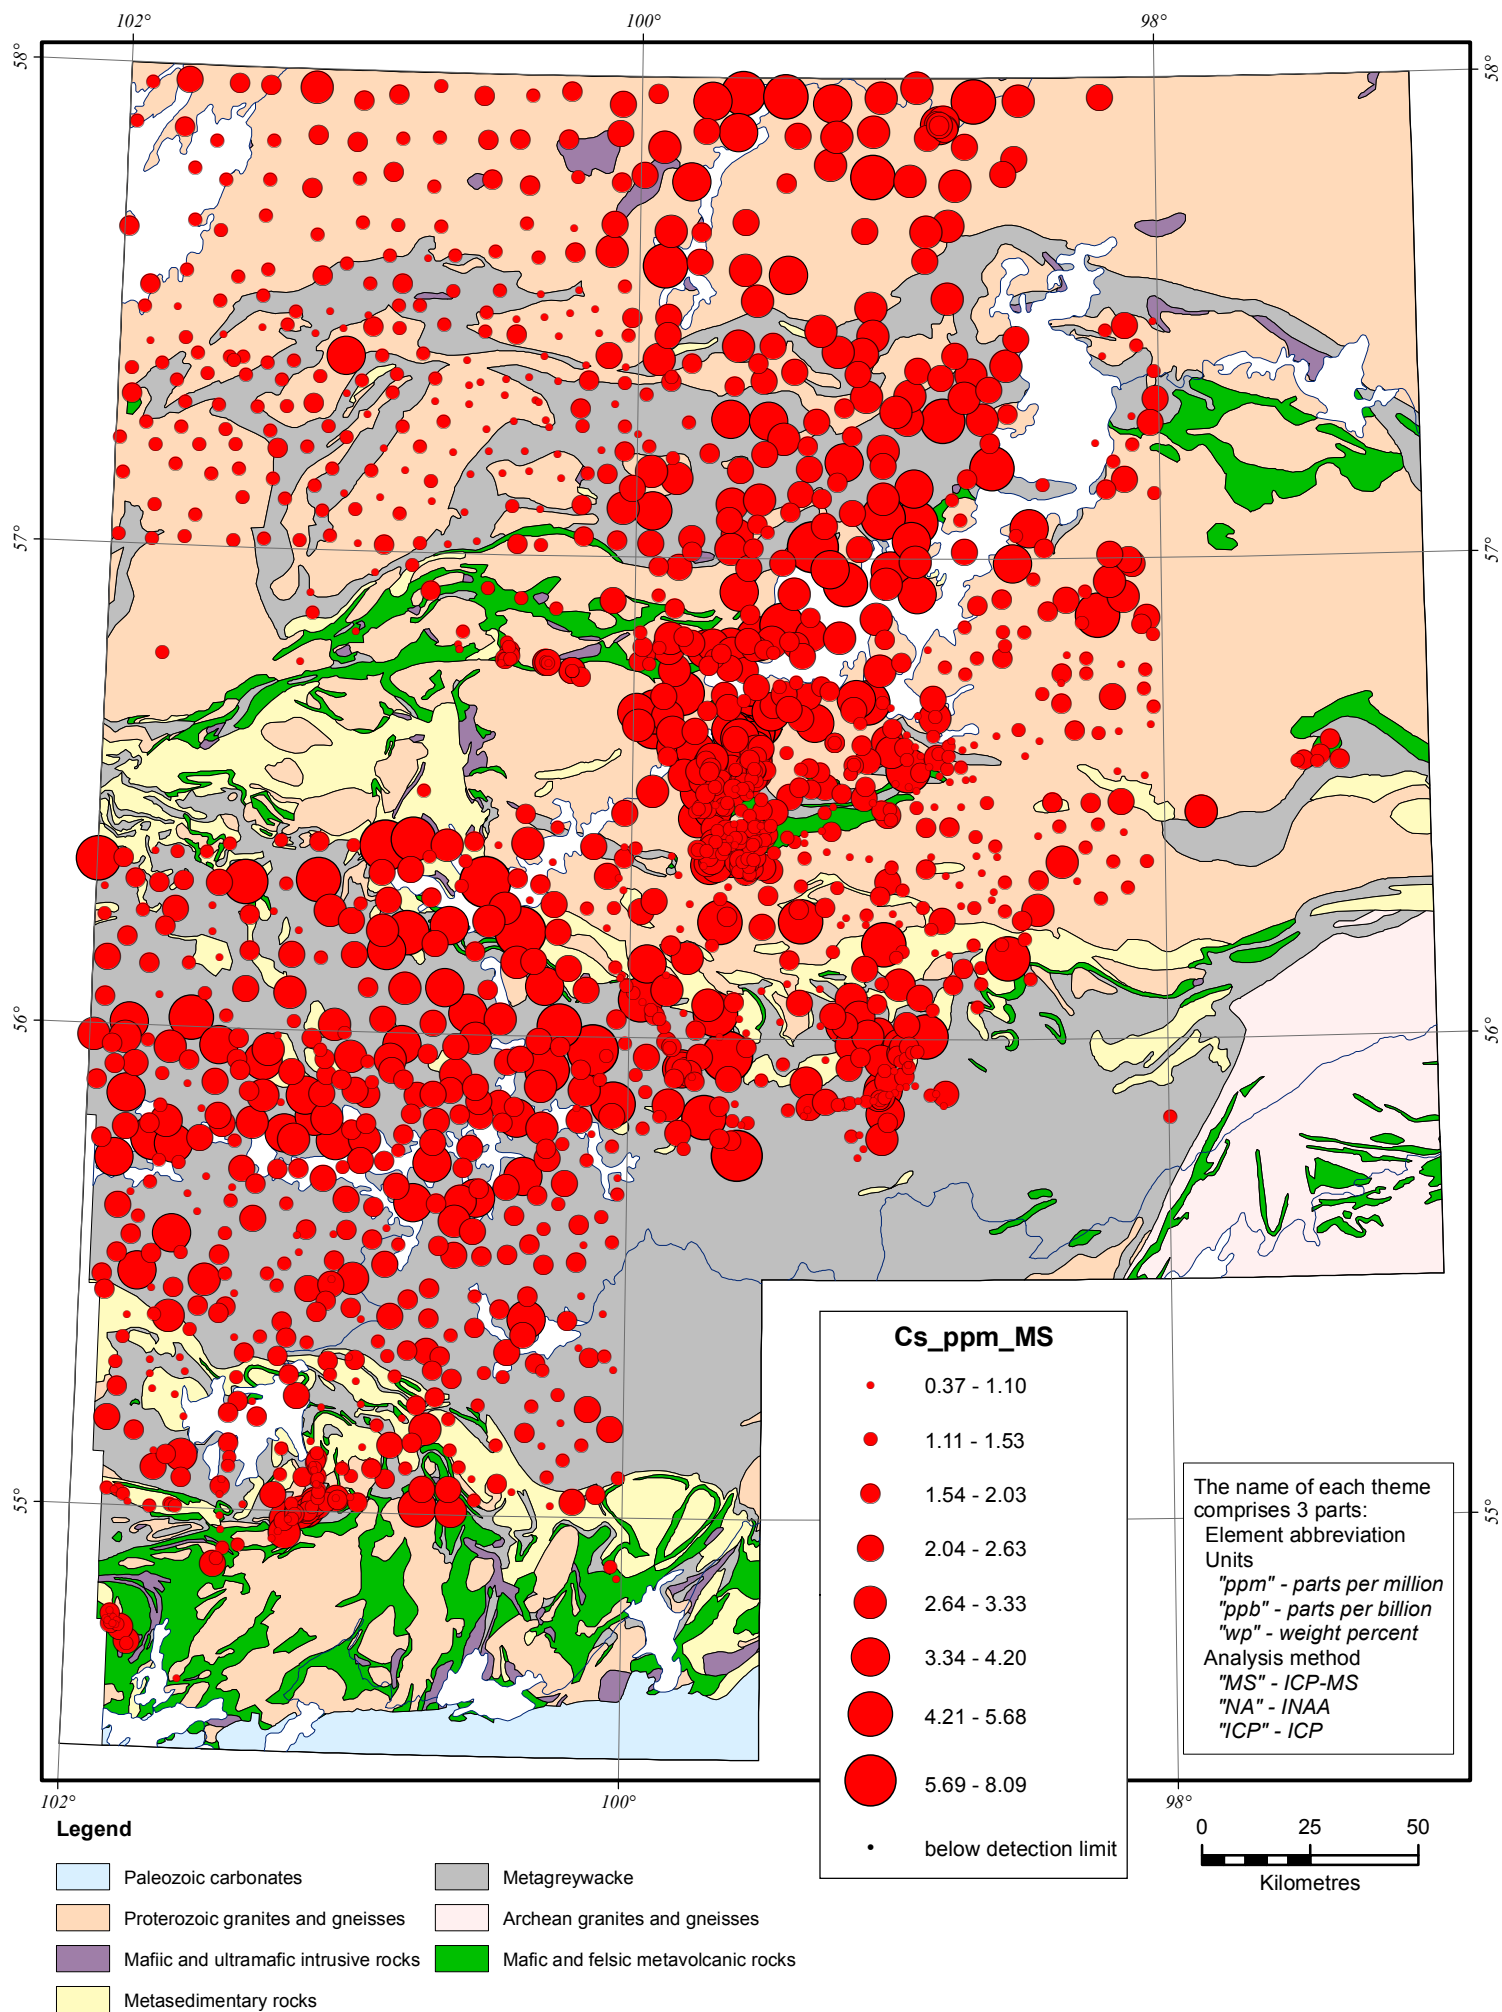 102°
100°
98°
58°
58°
57°
57°
56°
56°
55°
55°
Cs_ppm_MS
0.37 - 1.10
1.11 - 1.53
1.54 - 2.03
2.04 - 2.63
2.64 - 3.33
3.34 - 4.20
4.21 - 5.68
5.69 - 8.09
below detection limit
The name of each theme
comprises 3 parts:
Element abbreviation
Units
"ppm" - parts per million
"ppb" - parts per billion
"wp" - weight percent
Analysis method
"MS" - ICP-MS
"NA" - INAA
"ICP" - ICP
102°
100°
98°
0 25 50
Kilometres
Legend
Paleozoic carbonates
Metagreywacke
Proterozoic granites and gneisses
Archean granites and gneisses
Mafiic and ultramafic intrusive rocks
Mafic and felsic metavolcanic rocks
Metasedimentary rocks